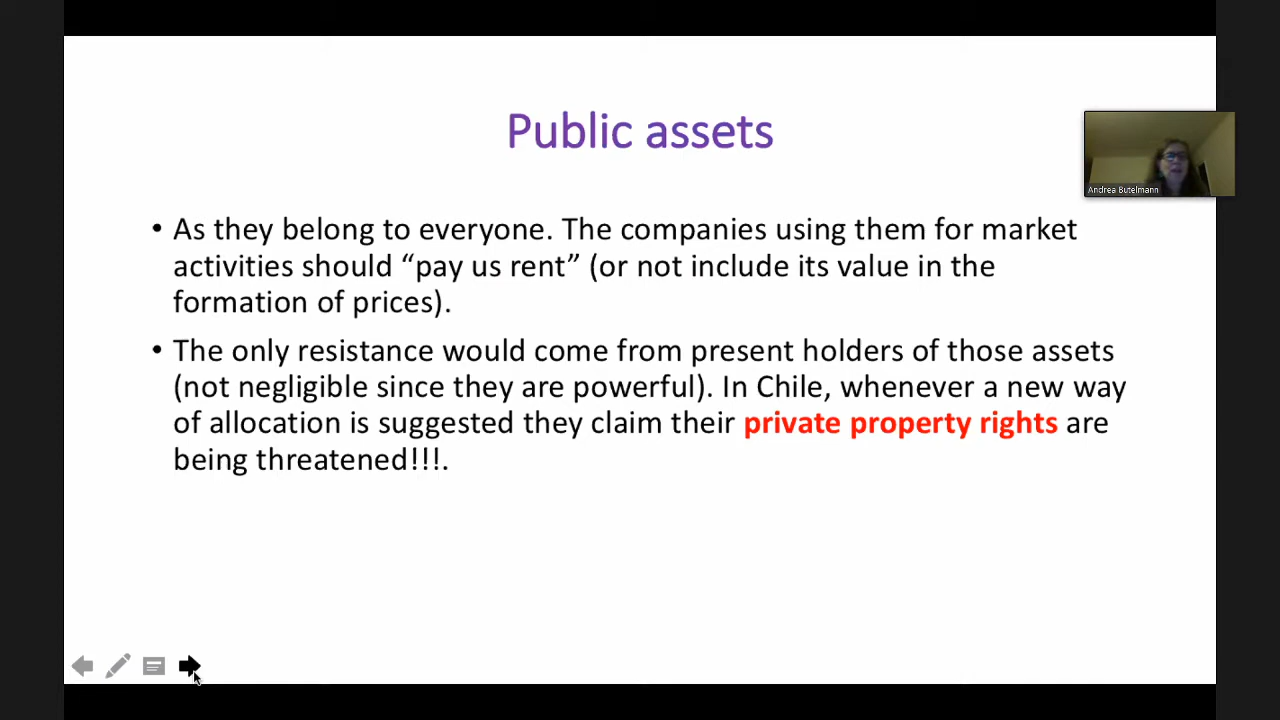 Public assets
Andrea Butelmann
• As they belong to everyone. The companies using them for market
activities should “pay us rent” (or not include its value in the
formation of prices).
• The only resistance would come from present holders of those assets
(not negligible since they are powerful). In Chile, whenever a new way
of allocation is suggested they claim their private property rights are
being threatened!!!.